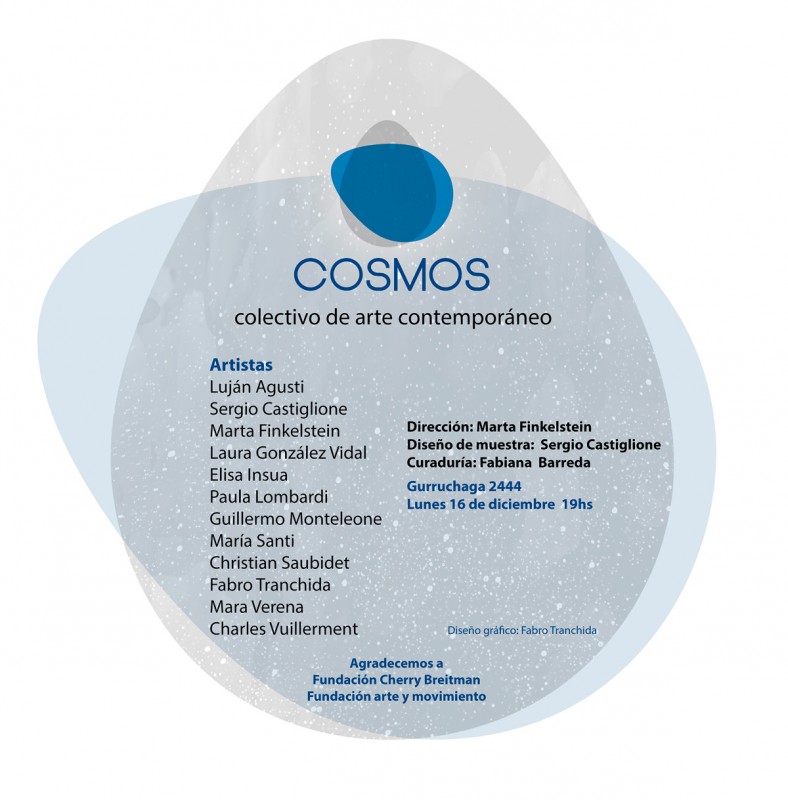 COSMOS
colectivo de arte contemporáneo
Artistas
Luján Agusti
Sergio Castiglione
Marta Finkelstein
Laura González Vidal
Elisa Insua
Paula Lombardi
Guillermo Monteleone
María Santi
Christian Saubidet
Fabro Tranchida
Mara Verena
Charles Vuillerment
Dirección: Marta Finkelstein
Diseño de muestra: Sergio Castiglione
Curaduría: Fabiana Barreda
Gurruchaga 2444
Lunes 16 de diciembre 19hs
Diseño gráfico: Fabro Tranchida
Agradecemos a
Fundación Cherry Breitman
Fundación arte y movimiento